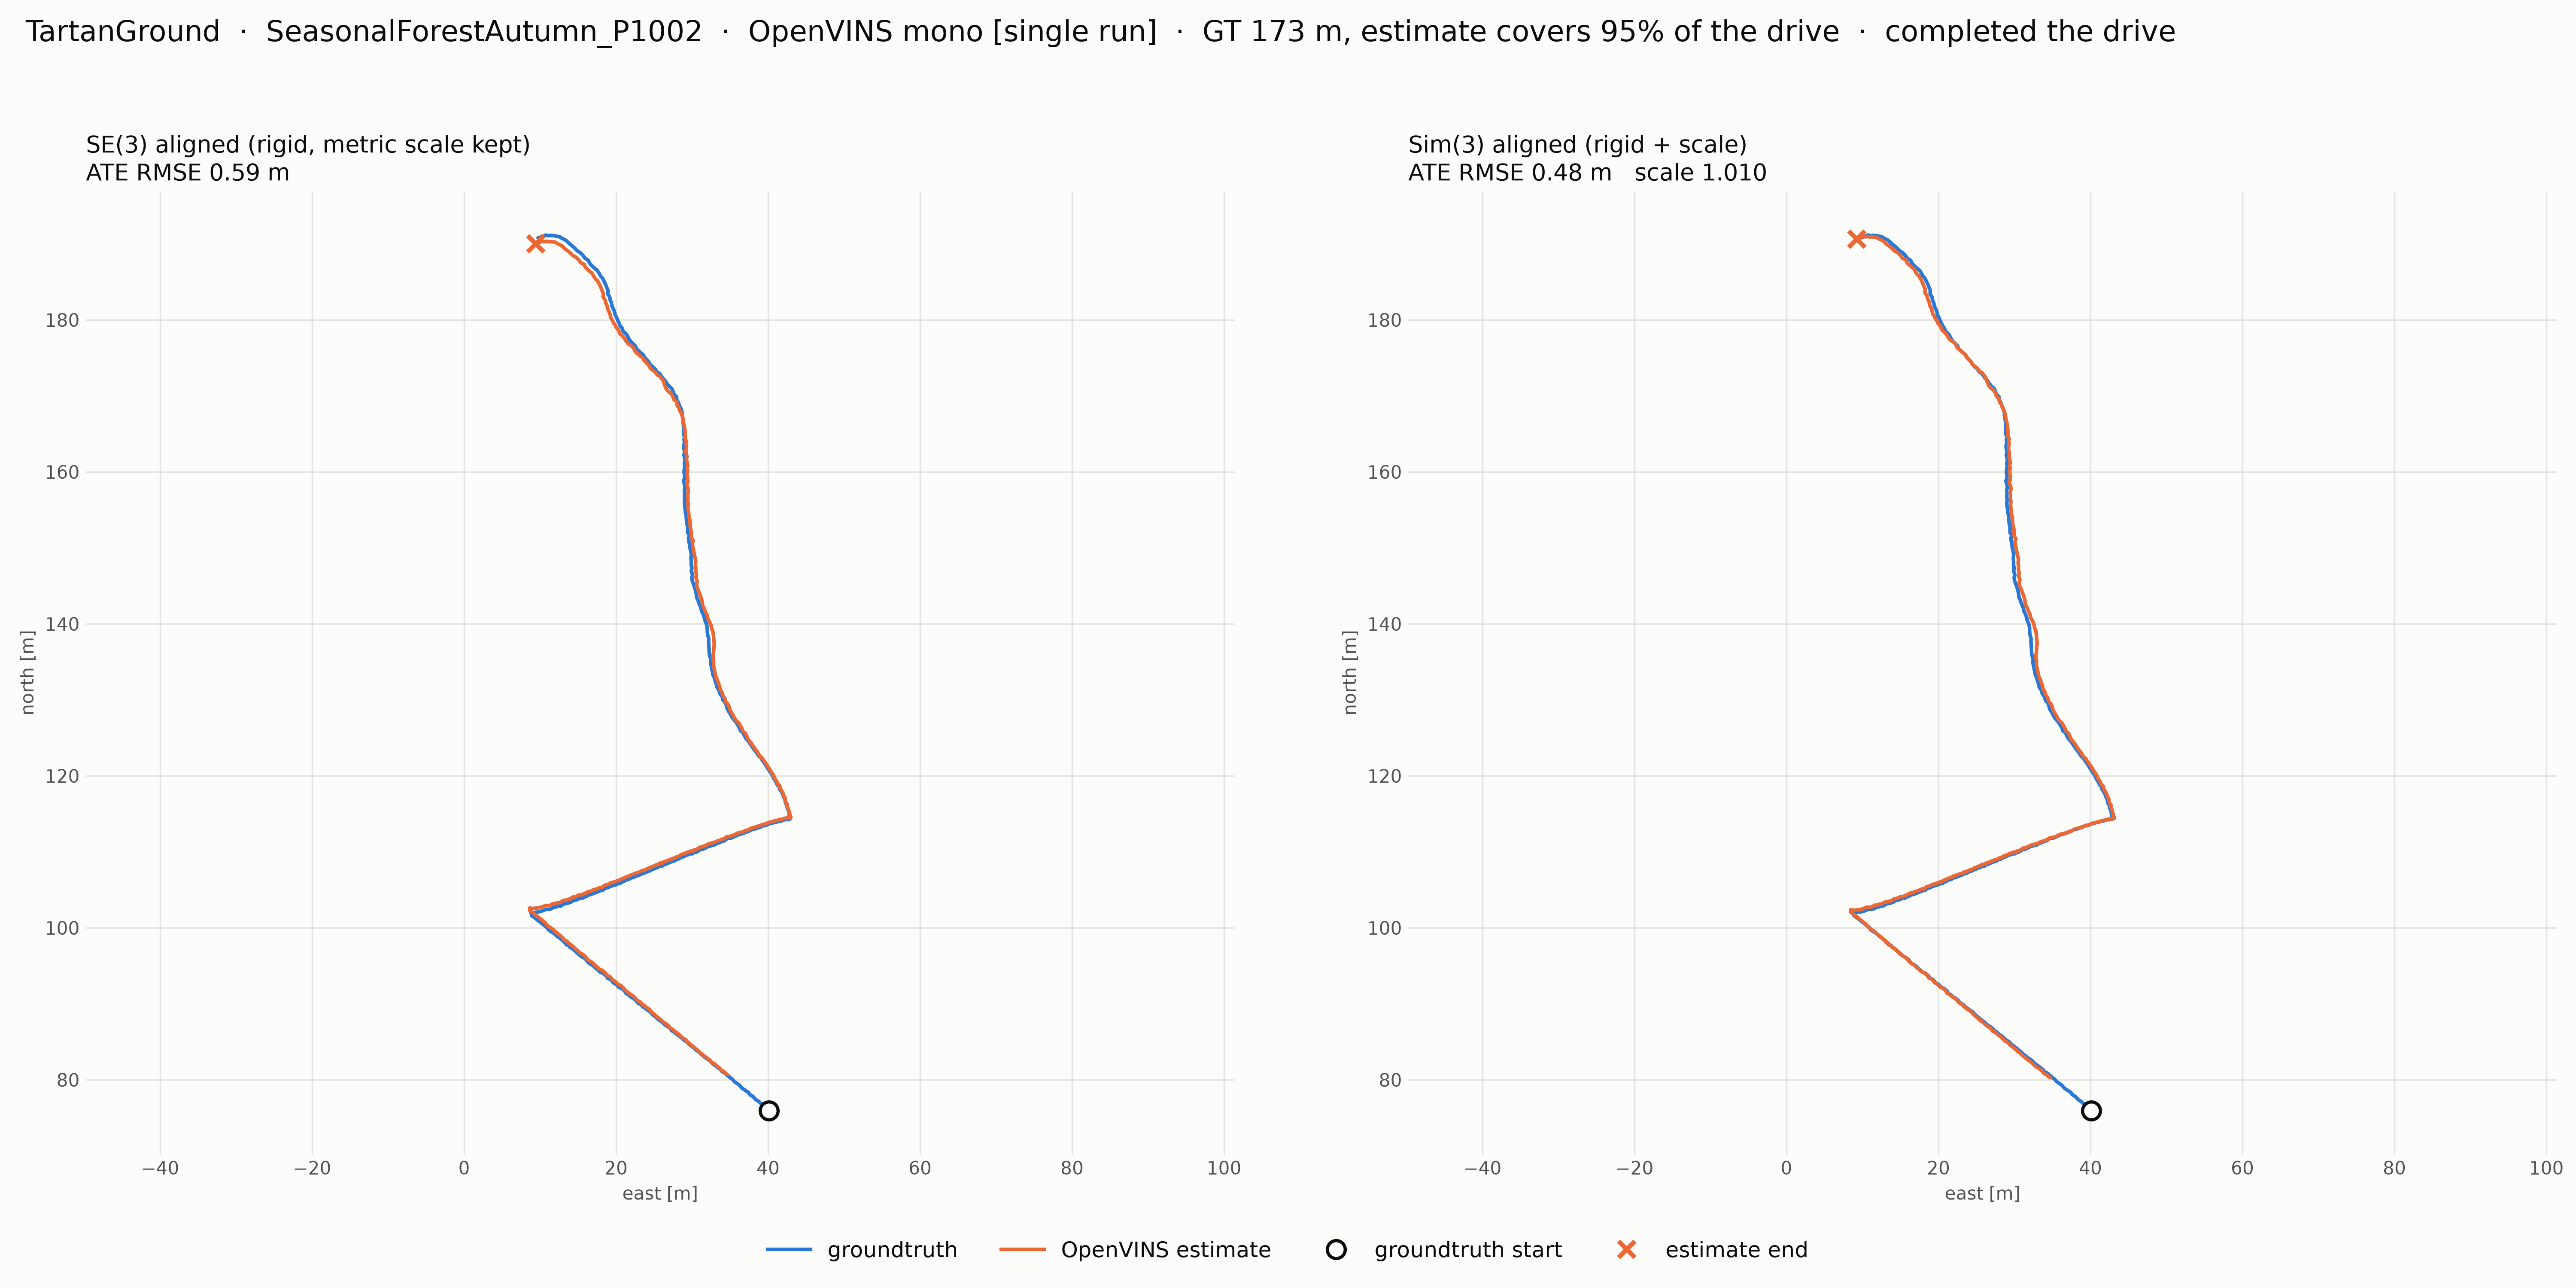 TartanGround · SeasonalForestAutumn_P1002 · OpenVINS mono [single run] · GT 173 m, estimate covers 95% of the drive · completed the drive
SE(3) aligned (rigid, metric scale kept)
ATE RMSE 0.59 m
180
160
140
120
100
80
north [m]
−40 −20 0 20 40 60 80 100
east [m]
Sim(3) aligned (rigid + scale)
ATE RMSE 0.48 m scale 1.010
180
160
140
120
100
80
north [m]
−40 −20 0 20 40 60 80 100
east [m]
groundtruth OpenVINS estimate groundtruth start estimate end